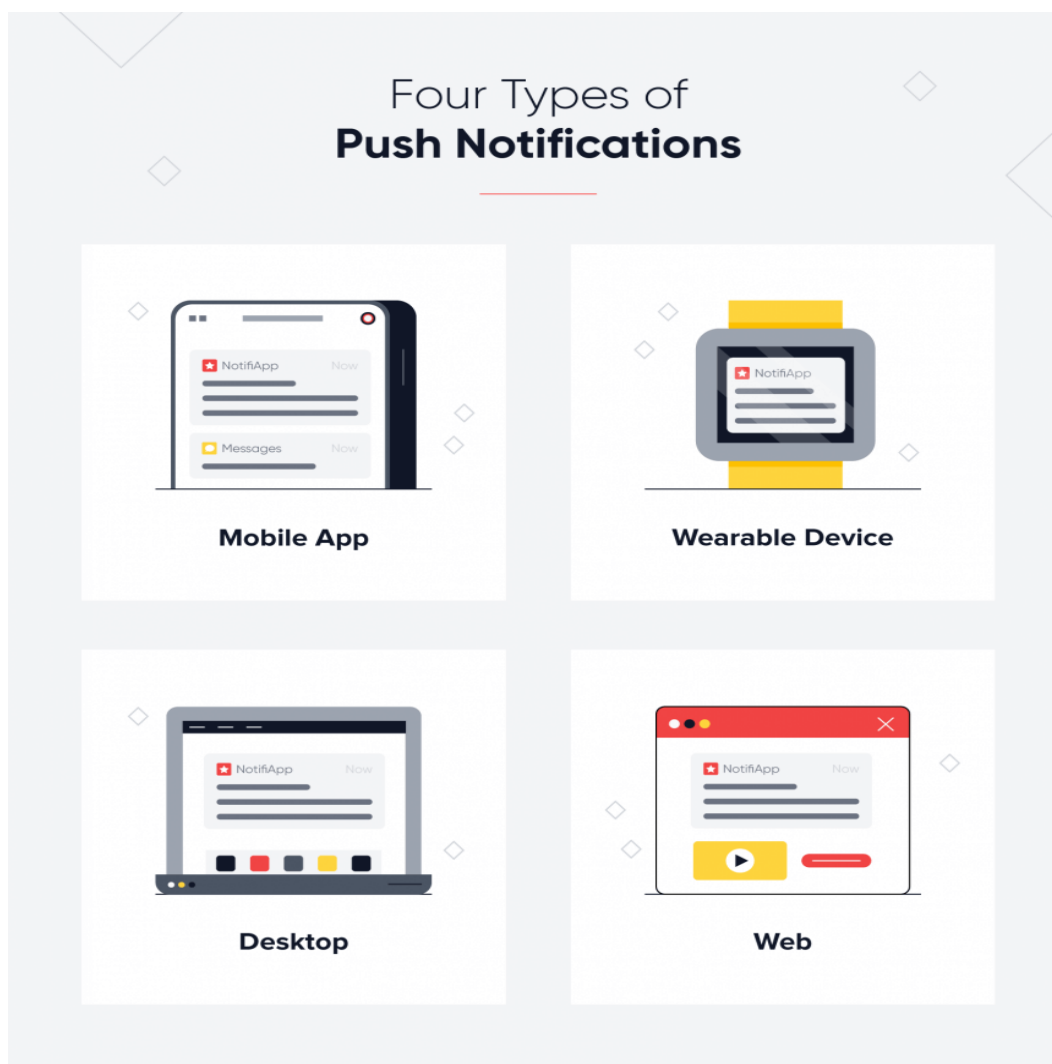 Four Types of
Push Notifications
NotifiApp Now
Messages Now
Mobile App
NotifiApp
Wearable Device
NotifiApp Now
Desktop
NotifiApp Now
Web